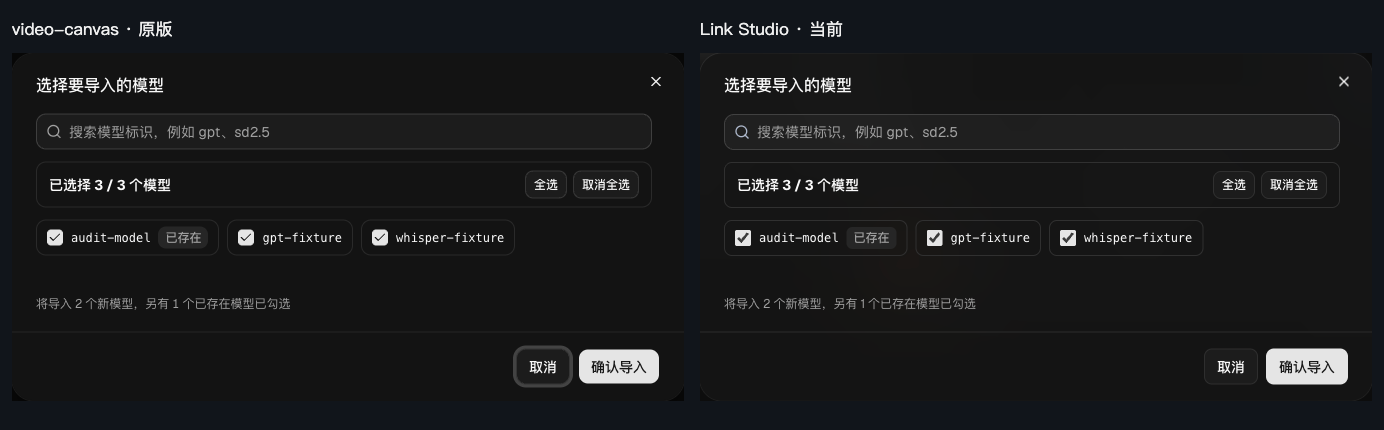 video-canvas · 原版
选择要导入的模型
搜索模型标识，例如 gpt、sd2.5
已选择 3 / 3 个模型 全选 取消全选
audit-model 已存在 gpt-fixture whisper-fixture
将导入 2 个新模型，另有 1 个已存在模型已勾选
取消 确认导入
Link Studio · 当前
选择要导入的模型
搜索模型标识，例如 gpt、sd2.5
已选择 3 / 3 个模型 全选 取消全选
audit-model 已存在 gpt-fixture whisper-fixture
将导入 2 个新模型，另有 1 个已存在模型已勾选
取消 确认导入